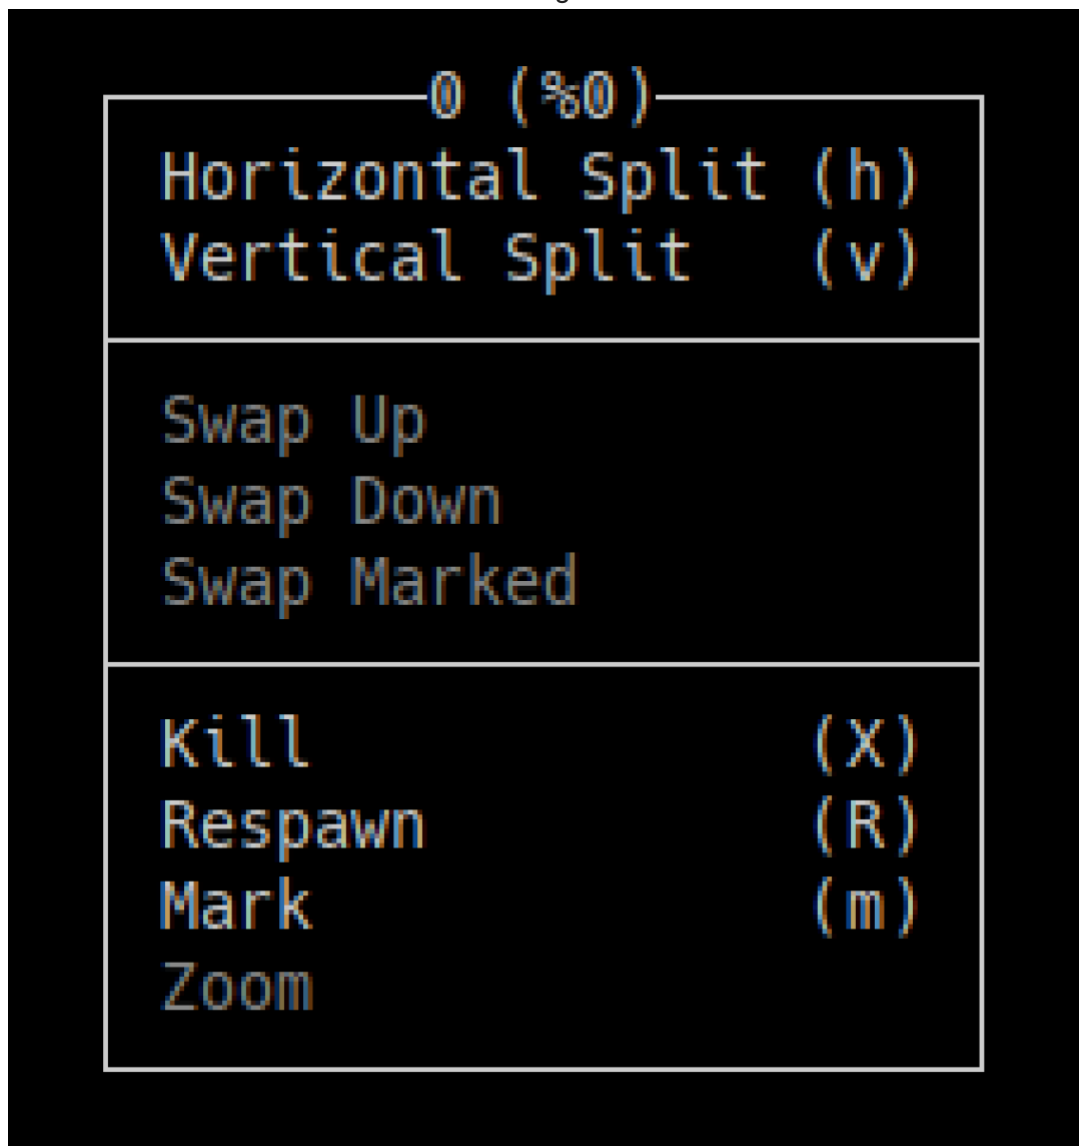 0 (%0)
Horizontal Split (h)
Vertical Split (v)
Swap Up
Swap Down
Swap Marked
Kill (X)
Respawn (R)
Mark (m)
Zoom